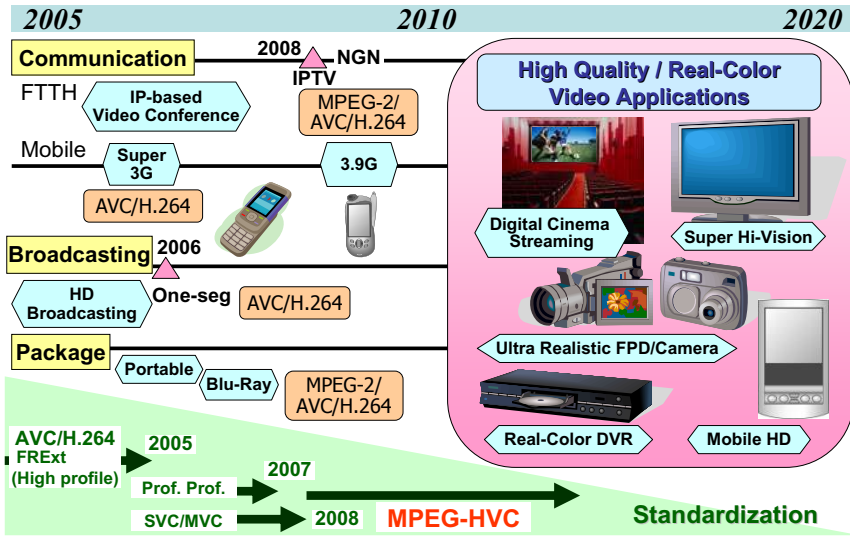 2005 2010 2020
Communication
2008
NGN
IPTV
FTTH
IP-based
Video Conference
MPEG-2/
AVC/H.264
Mobile
Super
3G
3.9G
AVC/H.264
Broadcasting
2006
HD
Broadcasting
One-seg
AVC/H.264
Package
Portable
Blu-Ray
MPEG-2/
AVC/H.264
High Quality / Real-Color
Video Applications
Digital Cinema
Streaming
Super Hi-Vision
Ultra Realistic FPD/Camera
Real-Color DVR
Mobile HD
AVC/H.264
FRExt
(High profile)
2005
Prof. Prof.
2007
SVC/MVC
2008
MPEG-HVC
Standardization